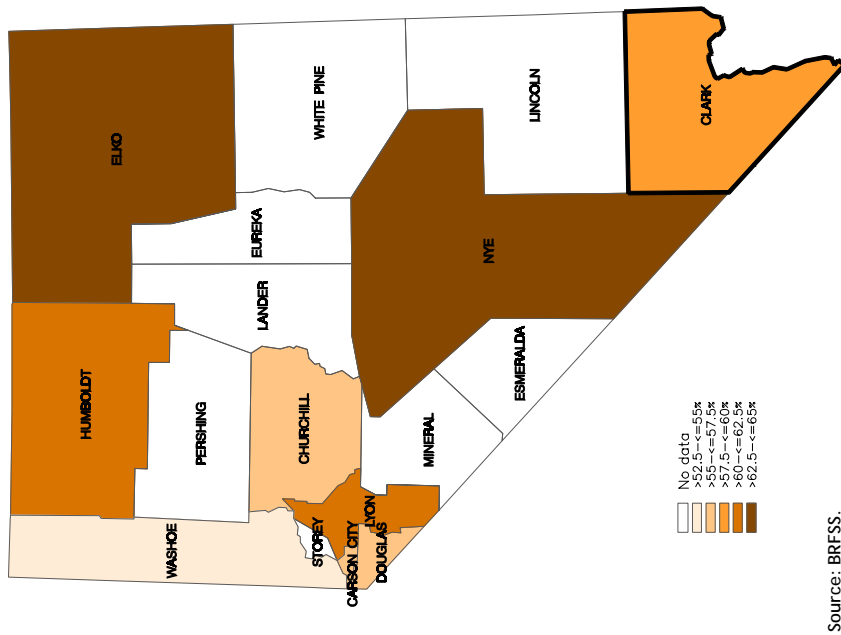 HUMBOLDT
ELKO
WASHOE
PERSHING
LANDER
EUREKA
WHITE PINE
STOREY
CHURCHILL
CARSON CITY
LYON
DOUGLAS
MINERAL
NYE
LINCOLN
ESMERALDA
CLARK
No data
>52.5-<=55%
>55-<=57.5%
>57.5-<=60%
>60-<=62.5%
>62.5-<=65%
Source: BRFSS.